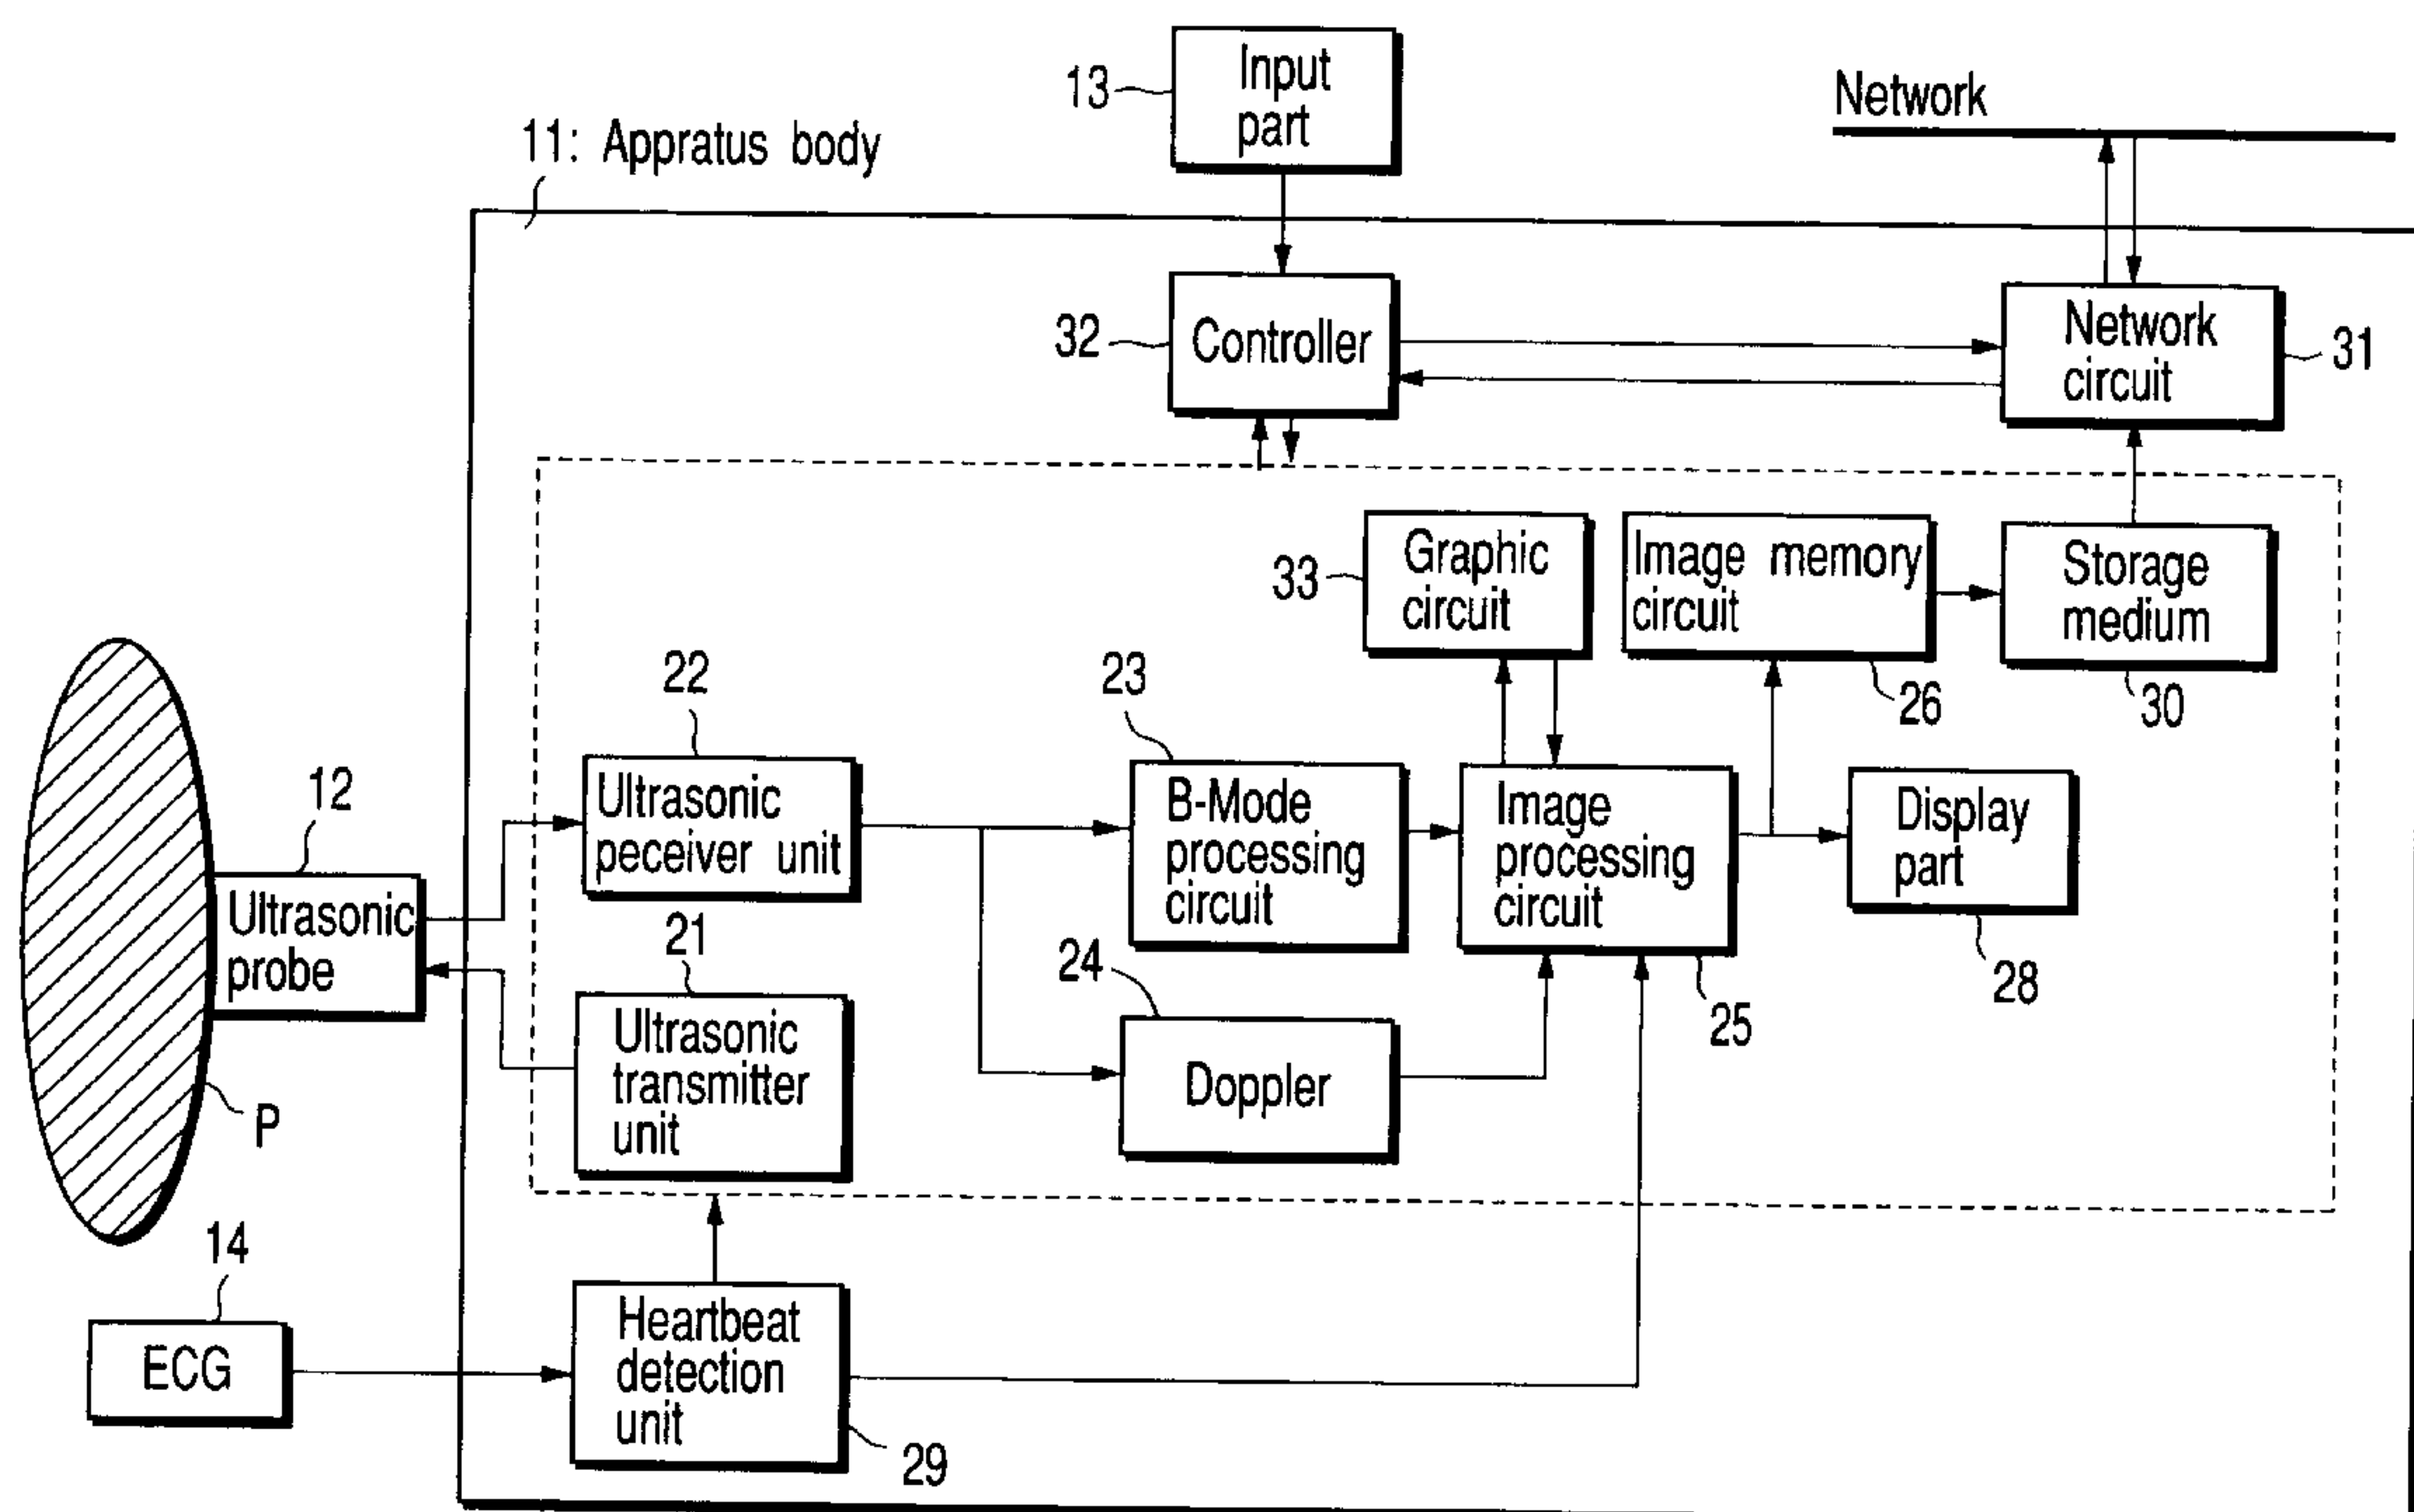 Input
part
13
Network
11: Appratus body
32
Controller
Network
circuit
31
33
Graphic
circuit
Image memory
circuit
26
Storage
medium
30
22
Ultrasonic
peceiver unit
23
B-Mode
processing
circuit
Image
processing
circuit
25
Display
part
28
12
Ultrasonic
probe
21
Ultrasonic
transmitter
unit
24
Doppler
P
14
ECG
Heartbeat
detection
unit
29